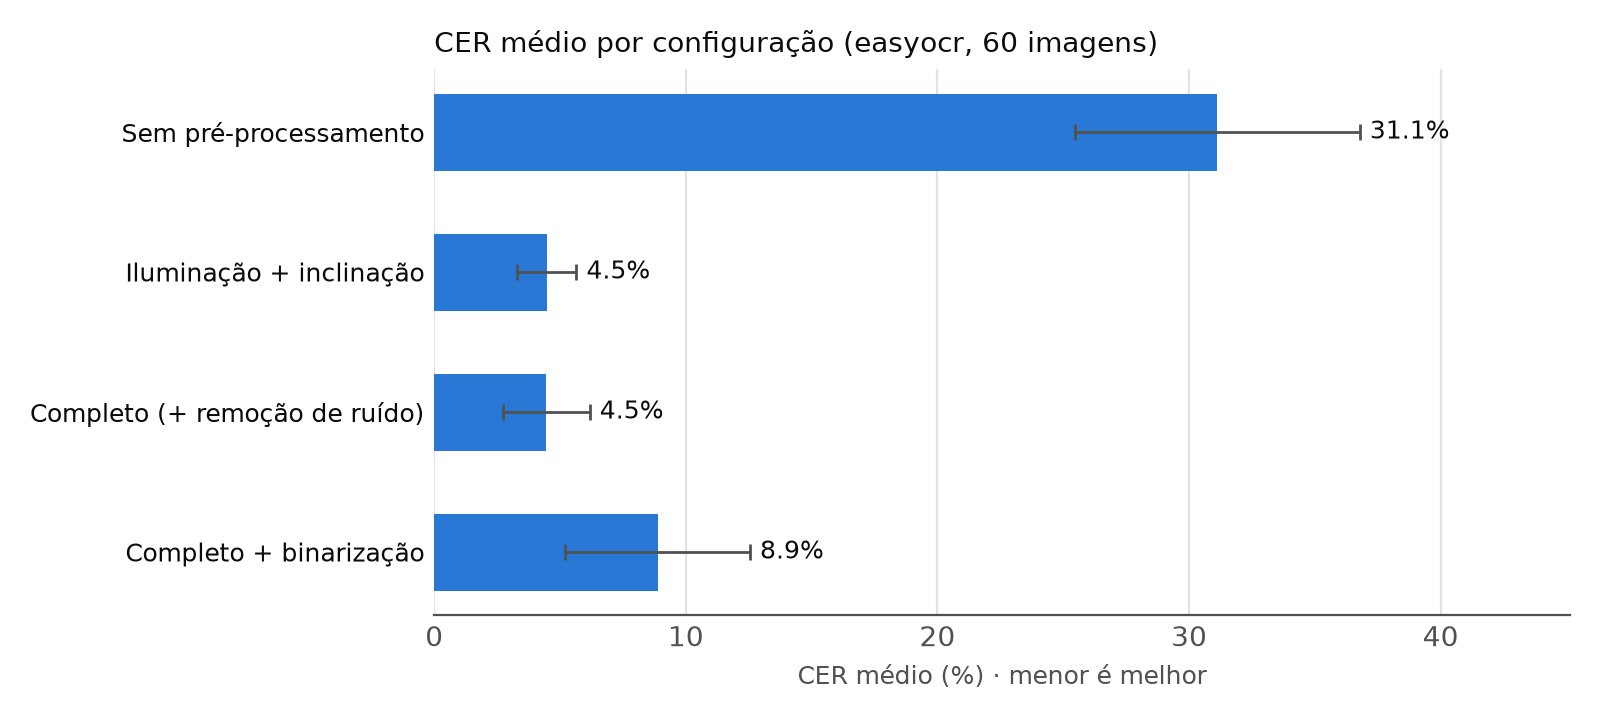 CER médio por configuração (easyocr, 60 imagens)
Sem pré-processamento 31.1%
Iluminação + inclinação 4.5%
Completo (+ remoção de ruído) 4.5%
Completo + binarização 8.9%
0 10 20 30 40
CER médio (%) · menor é melhor